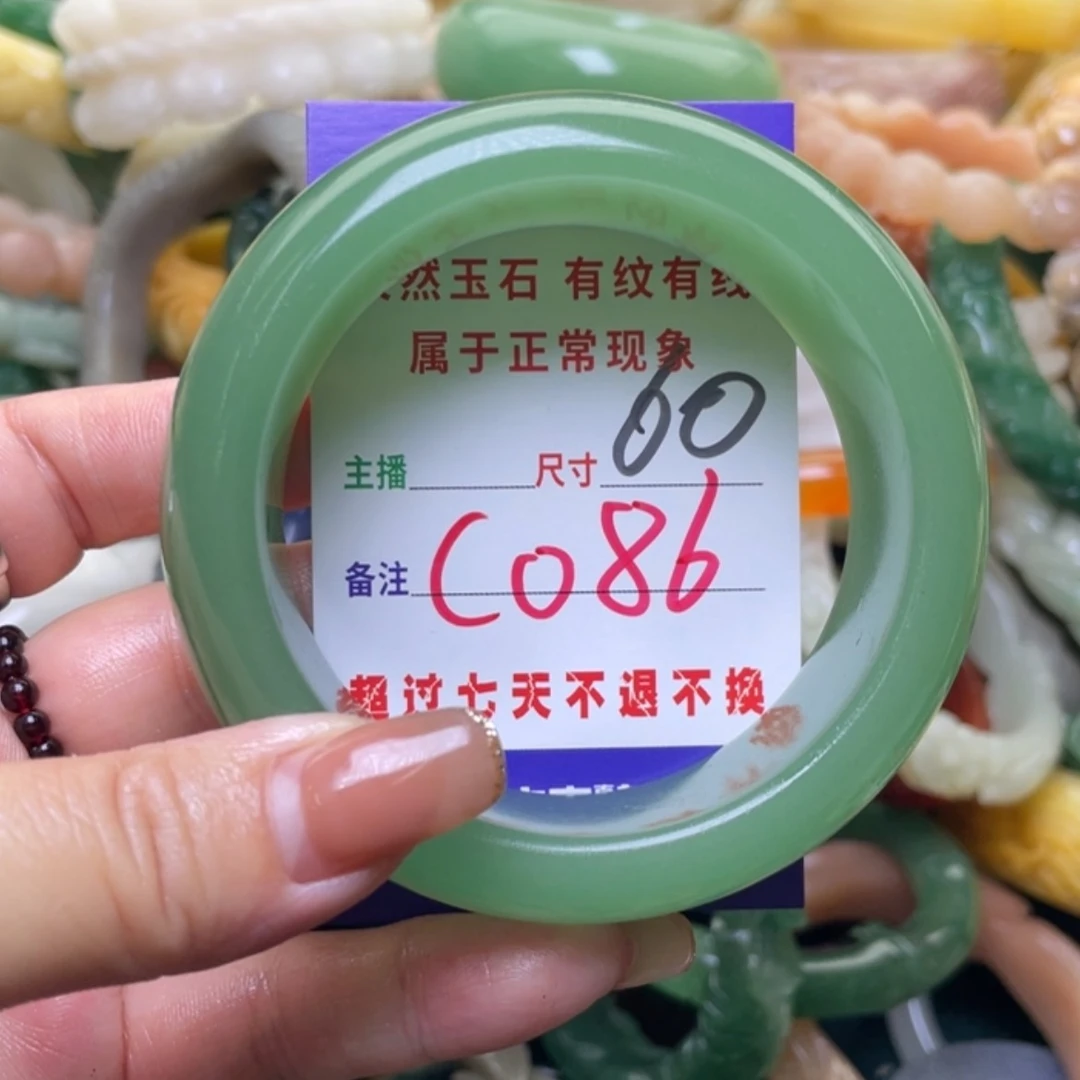 然玉石 有纹有线
属于正常现象
主播 尺寸 60
备注 C086
超过七天不退不换